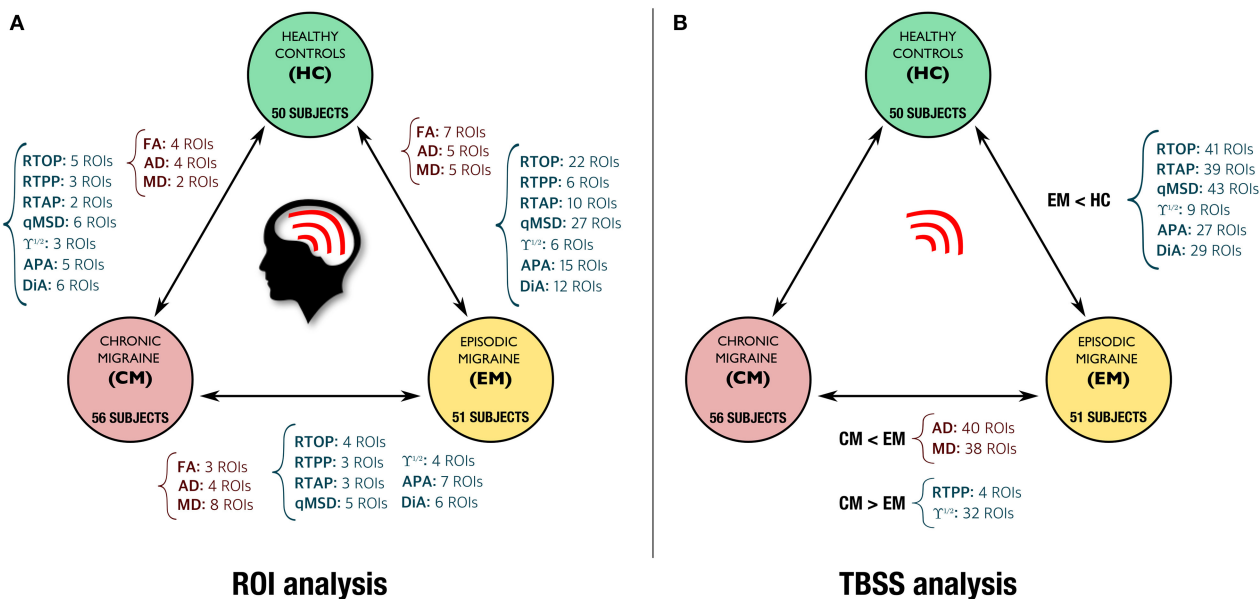 A
HEALTHY
CONTROLS
(HC)
50 SUBJECTS
RTOP: 5 ROIs
RTPP: 3 ROIs
RTAP: 2 ROIs
qMSD: 6 ROIs
ϒ1/2: 3 ROIs
APA: 5 ROIs
DiA: 6 ROIs
FA: 4 ROIs
AD: 4 ROIs
MD: 2 ROIs
FA: 7 ROIs
AD: 5 ROIs
MD: 5 ROIs
RTOP: 22 ROIs
RTPP: 6 ROIs
RTAP: 10 ROIs
qMSD: 27 ROIs
ϒ1/2: 6 ROIs
APA: 15 ROIs
DiA: 12 ROIs
CHRONIC
MIGRAINE
(CM)
56 SUBJECTS
EPISODIC
MIGRAINE
(EM)
51 SUBJECTS
FA: 3 ROIs
AD: 4 ROIs
MD: 8 ROIs
RTOP: 4 ROIs
RTPP: 3 ROIs
RTAP: 3 ROIs
qMSD: 5 ROIs
ϒ1/2: 4 ROIs
APA: 7 ROIs
DiA: 6 ROIs
ROI analysis
B
HEALTHY
CONTROLS
(HC)
50 SUBJECTS
EM < HC
RTOP: 41 ROIs
RTAP: 39 ROIs
qMSD: 43 ROIs
ϒ1/2: 9 ROIs
APA: 27 ROIs
DiA: 29 ROIs
CHRONIC
MIGRAINE
(CM)
56 SUBJECTS
EPISODIC
MIGRAINE
(EM)
51 SUBJECTS
CM < EM
AD: 40 ROIs
MD: 38 ROIs
CM > EM
RTPP: 4 ROIs
ϒ1/2: 32 ROIs
TBSS analysis